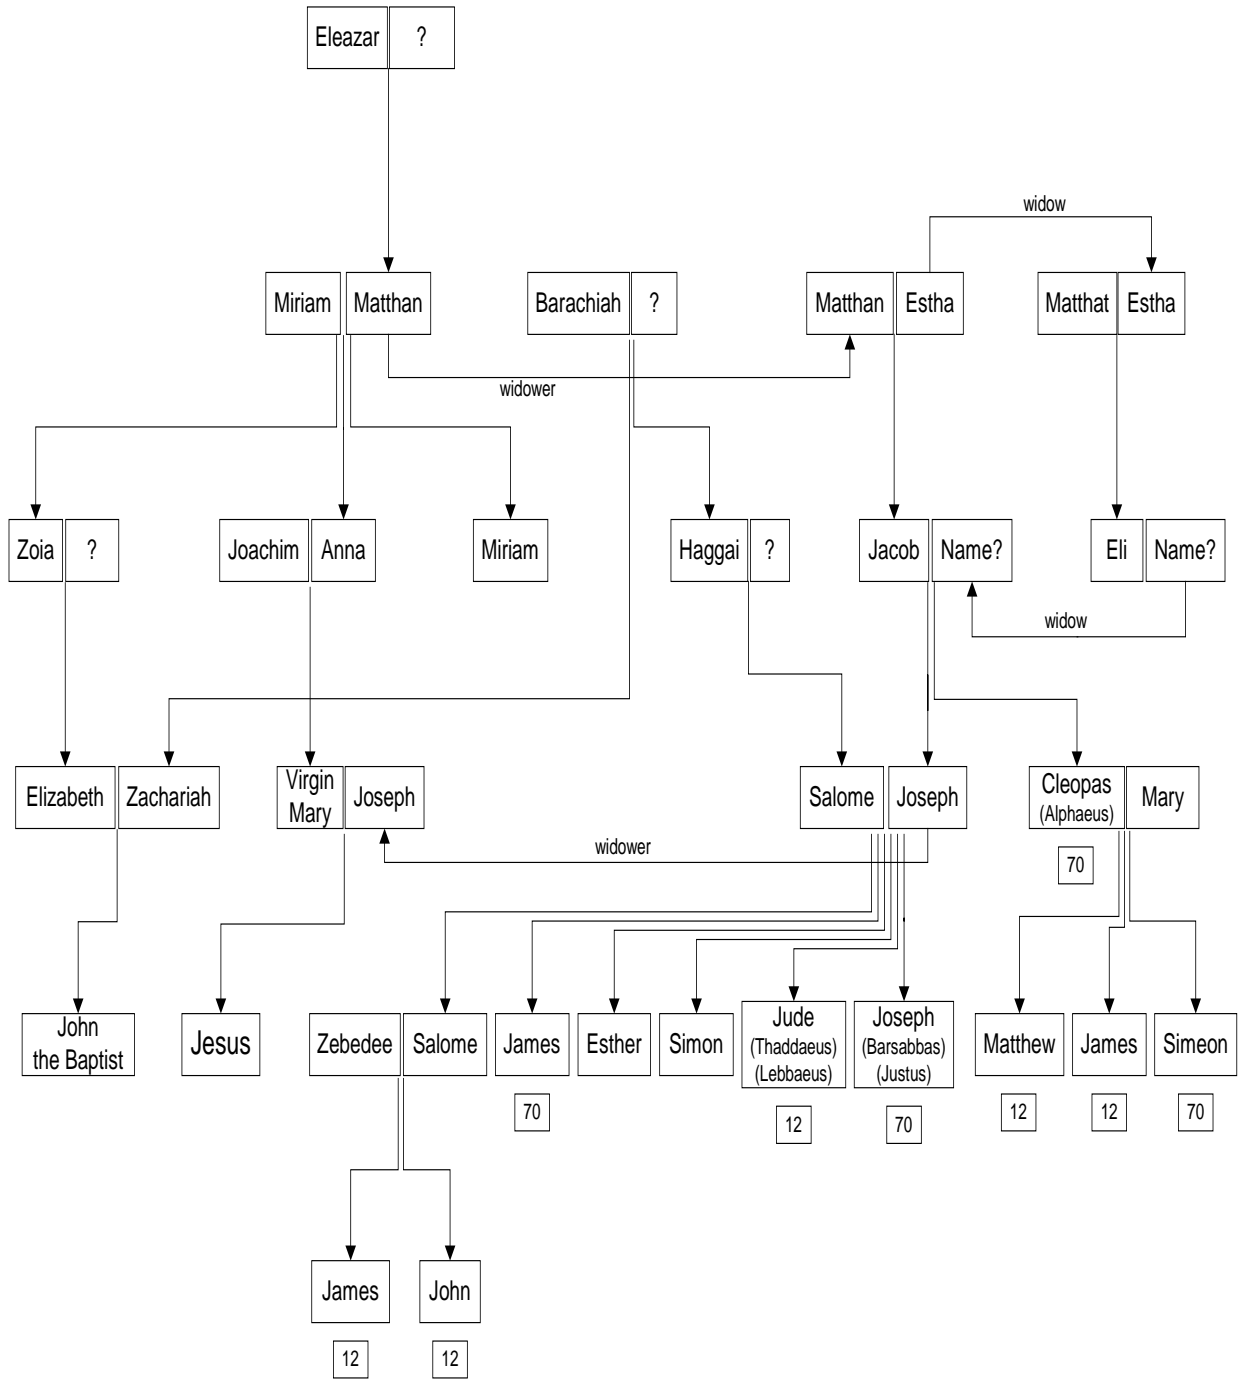 Eleazar ?
widow
Miriam Matthan Barachiah ? Matthan Estha Matthat Estha
widower
Zoia ? Joachim Anna Miriam Haggai ? Jacob Name? Eli Name?
widow
Elizabeth Zachariah Virgin
Mary Joseph Salome Joseph Cleopas
(Alphaeus) Mary
widower
70
John
the Baptist Jesus Zebedee Salome James Esther Simon Jude
(Thaddaeus)
(Lebbaeus) Joseph
(Barsabbas)
(Justus) Matthew James Simeon
70 12 70 12 12 70
James John
12 12